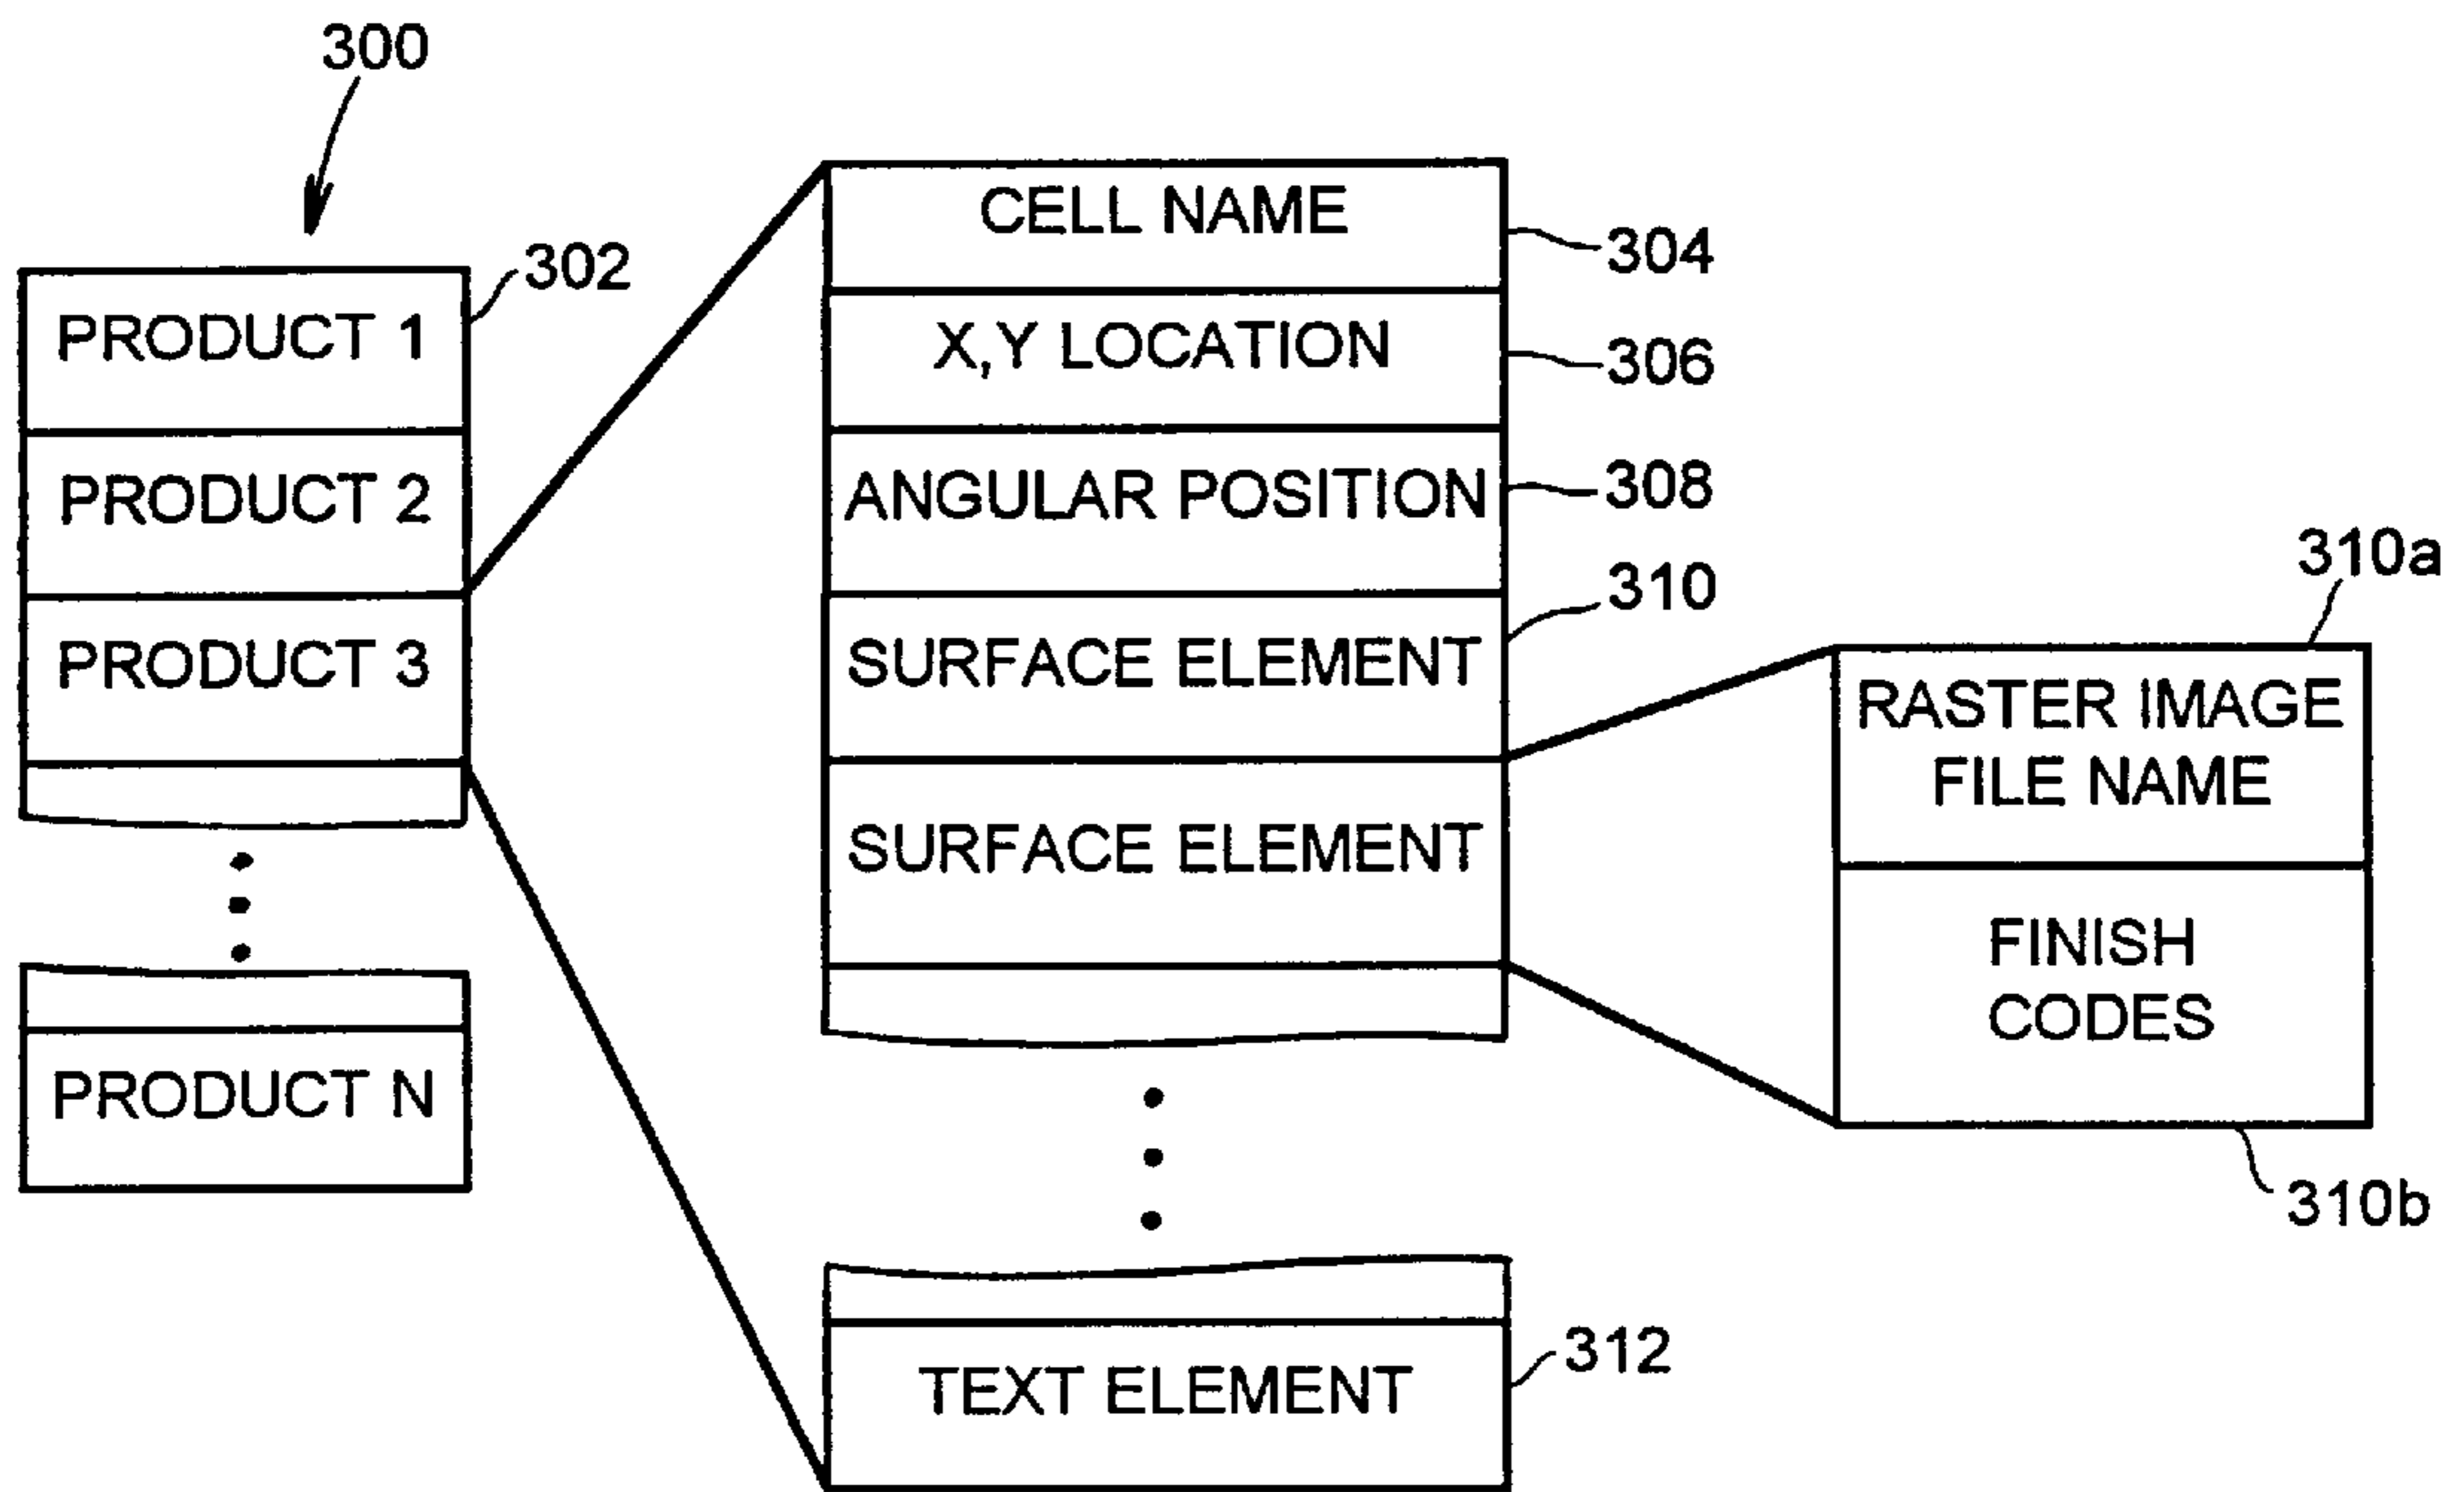 300
302
PRODUCT 1
PRODUCT 2
PRODUCT 3
PRODUCT N
CELL NAME
304
X,Y LOCATION
306
ANGULAR POSITION
308
SURFACE ELEMENT
310
SURFACE ELEMENT
TEXT ELEMENT
312
310a
RASTER IMAGE
FILE NAME
FINISH
CODES
310b